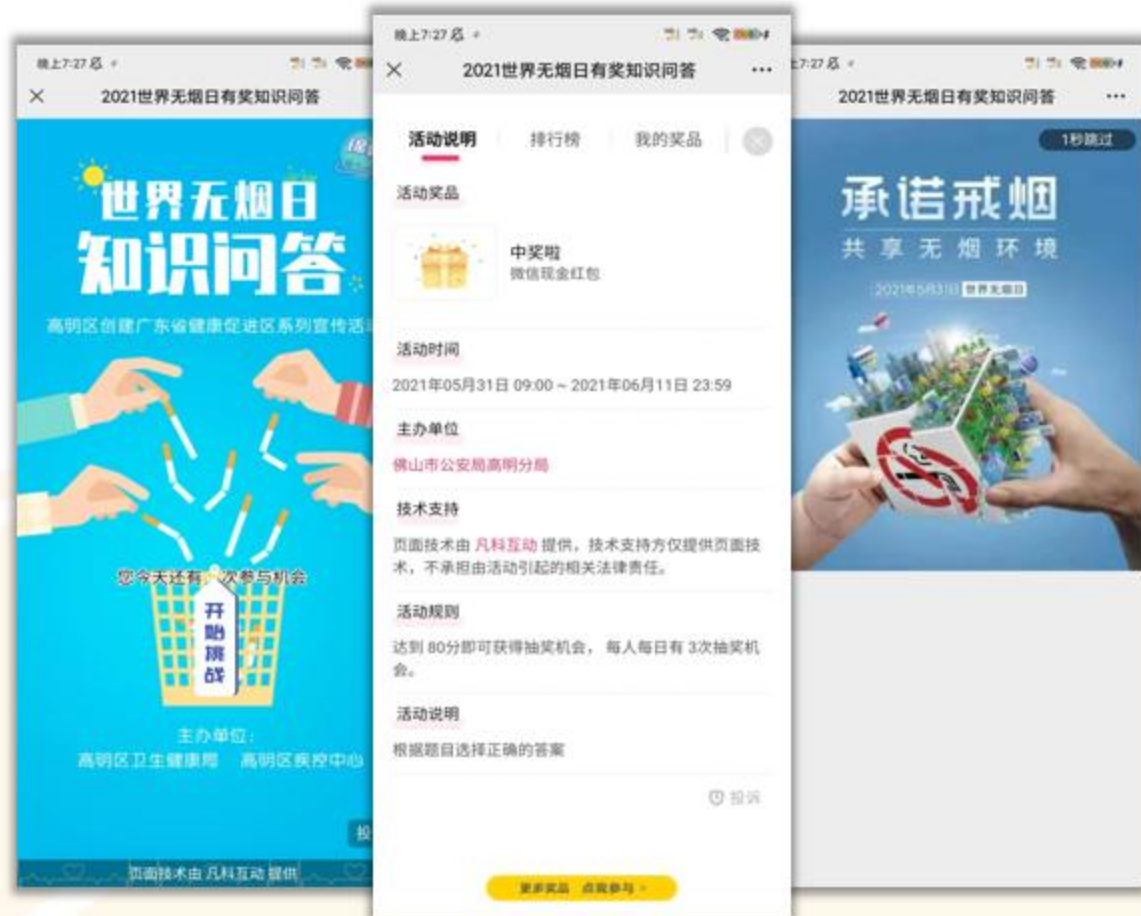 晚上7:27
2021世界无烟日有奖知识问答
世界无烟日
知识问答
高明区创建广东省健康促进区系列宣传活
您今天还有
次参与机会
开始挑战
主办单位:
高明区卫生健康局 高明区疾控中心
投
页面技术由 凡科互动 提供
晚上7:27
2021世界无烟日有奖知识问答
活动说明
排行榜
我的奖品
活动奖品
中奖啦
微信现金红包
活动时间
2021年05月31日 09:00 ~ 2021年06月11日 23:59
主办单位
佛山市公安局高明分局
技术支持
页面技术由 凡科互动 提供，技术支持方仅提供页面技
术，不承担由活动引起的相关法律责任。
活动规则
达到 80分即可获得抽奖机会， 每人每日有 3次抽奖机
会。
活动说明
根据题目选择正确的答案
投诉
更多奖品 点我参与
7:27
2021世界无烟日有奖知识问答
1秒跳过
承诺戒烟
共享无烟环境
2021年5月31日 世界无烟日